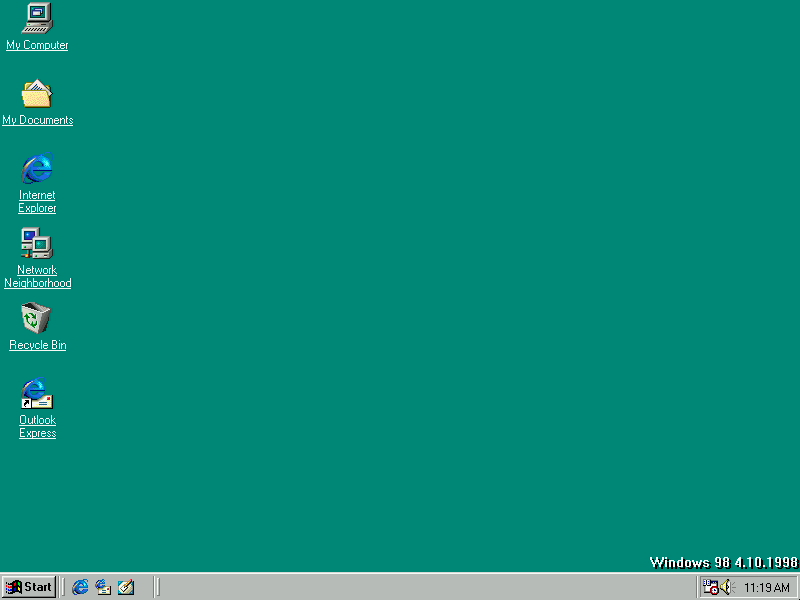 My Computer
My Documents
Internet
Explorer
Network
Neighborhood
Recycle Bin
Outlook
Express
Windows 98 4.10.1998
Start
11:19 AM